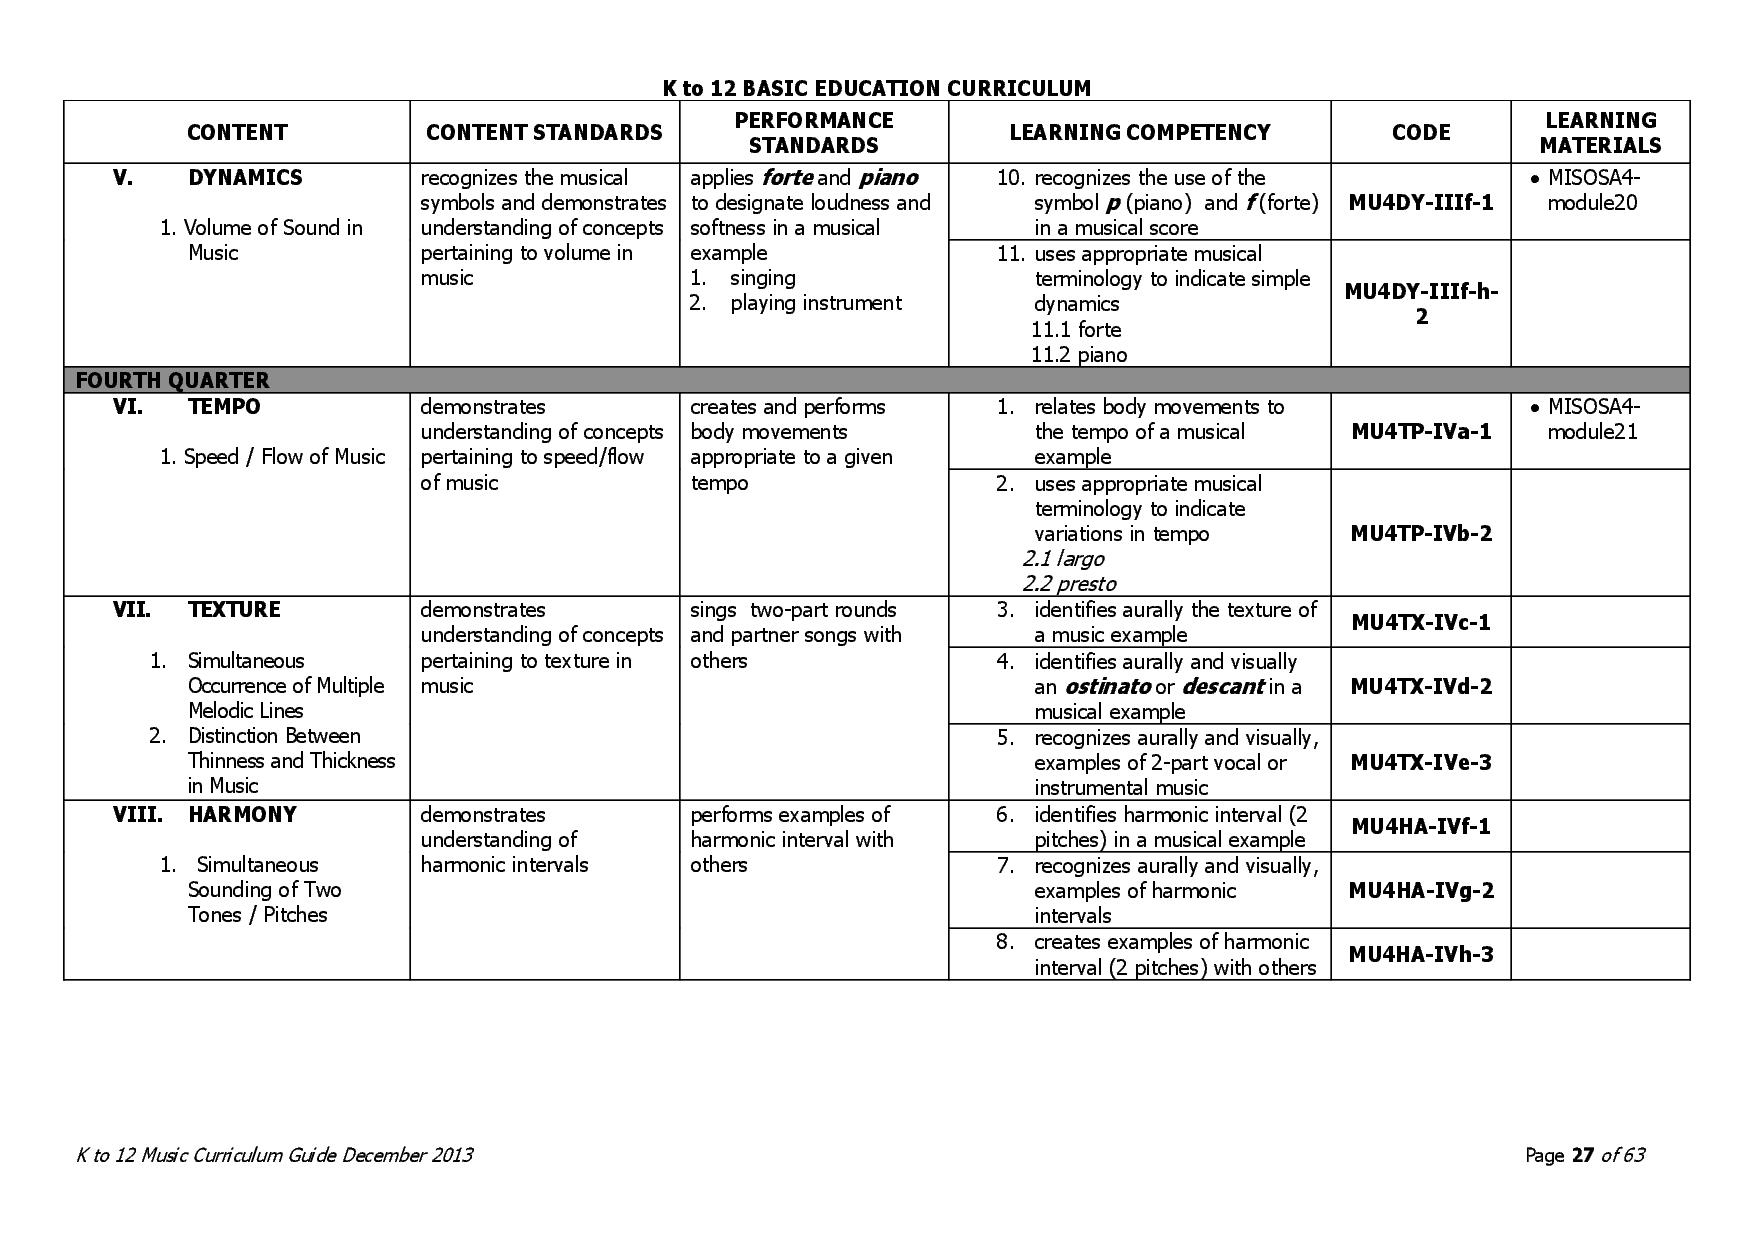 K to 12 BASIC EDUCATION CURRICULUM
CONTENT
CONTENT STANDARDS
PERFORMANCE
STANDARDS
LEARNING COMPETENCY
CODE
LEARNING
MATERIALS
V. DYNAMICS
1. Volume of Sound in
Music
recognizes the musical
symbols and demonstrates
understanding of concepts
pertaining to volume in
music
applies forte and piano
to designate loudness and
softness in a musical
example
1. singing
2. playing instrument
10. recognizes the use of the
symbol p (piano) and f (forte)
in a musical score
MU4DY-IIIf-1
• MISOSA4-
module20
11. uses appropriate musical
terminology to indicate simple
dynamics
11.1 forte
11.2 piano
MU4DY-IIIf-h-
2
FOURTH QUARTER
VI. TEMPO
1. Speed / Flow of Music
demonstrates
understanding of concepts
pertaining to speed/flow
of music
creates and performs
body movements
appropriate to a given
tempo
1. relates body movements to
the tempo of a musical
example
MU4TP-IVa-1
• MISOSA4-
module21
2. uses appropriate musical
terminology to indicate
variations in tempo
2.1 largo
2.2 presto
MU4TP-IVb-2
VII. TEXTURE
1. Simultaneous
Occurrence of Multiple
Melodic Lines
2. Distinction Between
Thinness and Thickness
in Music
demonstrates
understanding of concepts
pertaining to texture in
music
sings two-part rounds
and partner songs with
others
3. identifies aurally the texture of
a music example
MU4TX-IVc-1
4. identifies aurally and visually
an ostinato or descant in a
musical example
MU4TX-IVd-2
5. recognizes aurally and visually,
examples of 2-part vocal or
instrumental music
MU4TX-IVe-3
VIII. HARMONY
1. Simultaneous
Sounding of Two
Tones / Pitches
demonstrates
understanding of
harmonic intervals
performs examples of
harmonic interval with
others
6. identifies harmonic interval (2
pitches) in a musical example
MU4HA-IVf-1
7. recognizes aurally and visually,
examples of harmonic
intervals
MU4HA-IVg-2
8. creates examples of harmonic
interval (2 pitches) with others
MU4HA-IVh-3
K to 12 Music Curriculum Guide December 2013
Page 27 of 63